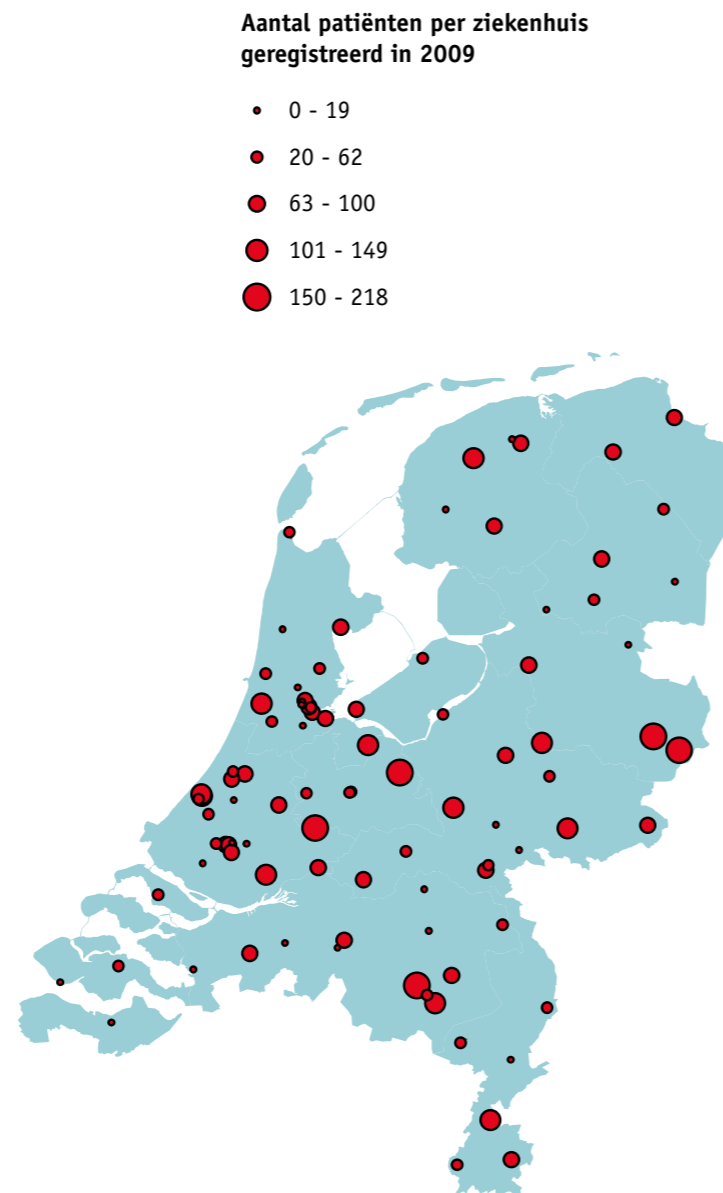 Aantal patiënten per ziekenhuis
geregistreerd in 2009
0 - 19
20 - 62
63 - 100
101 - 149
150 - 218